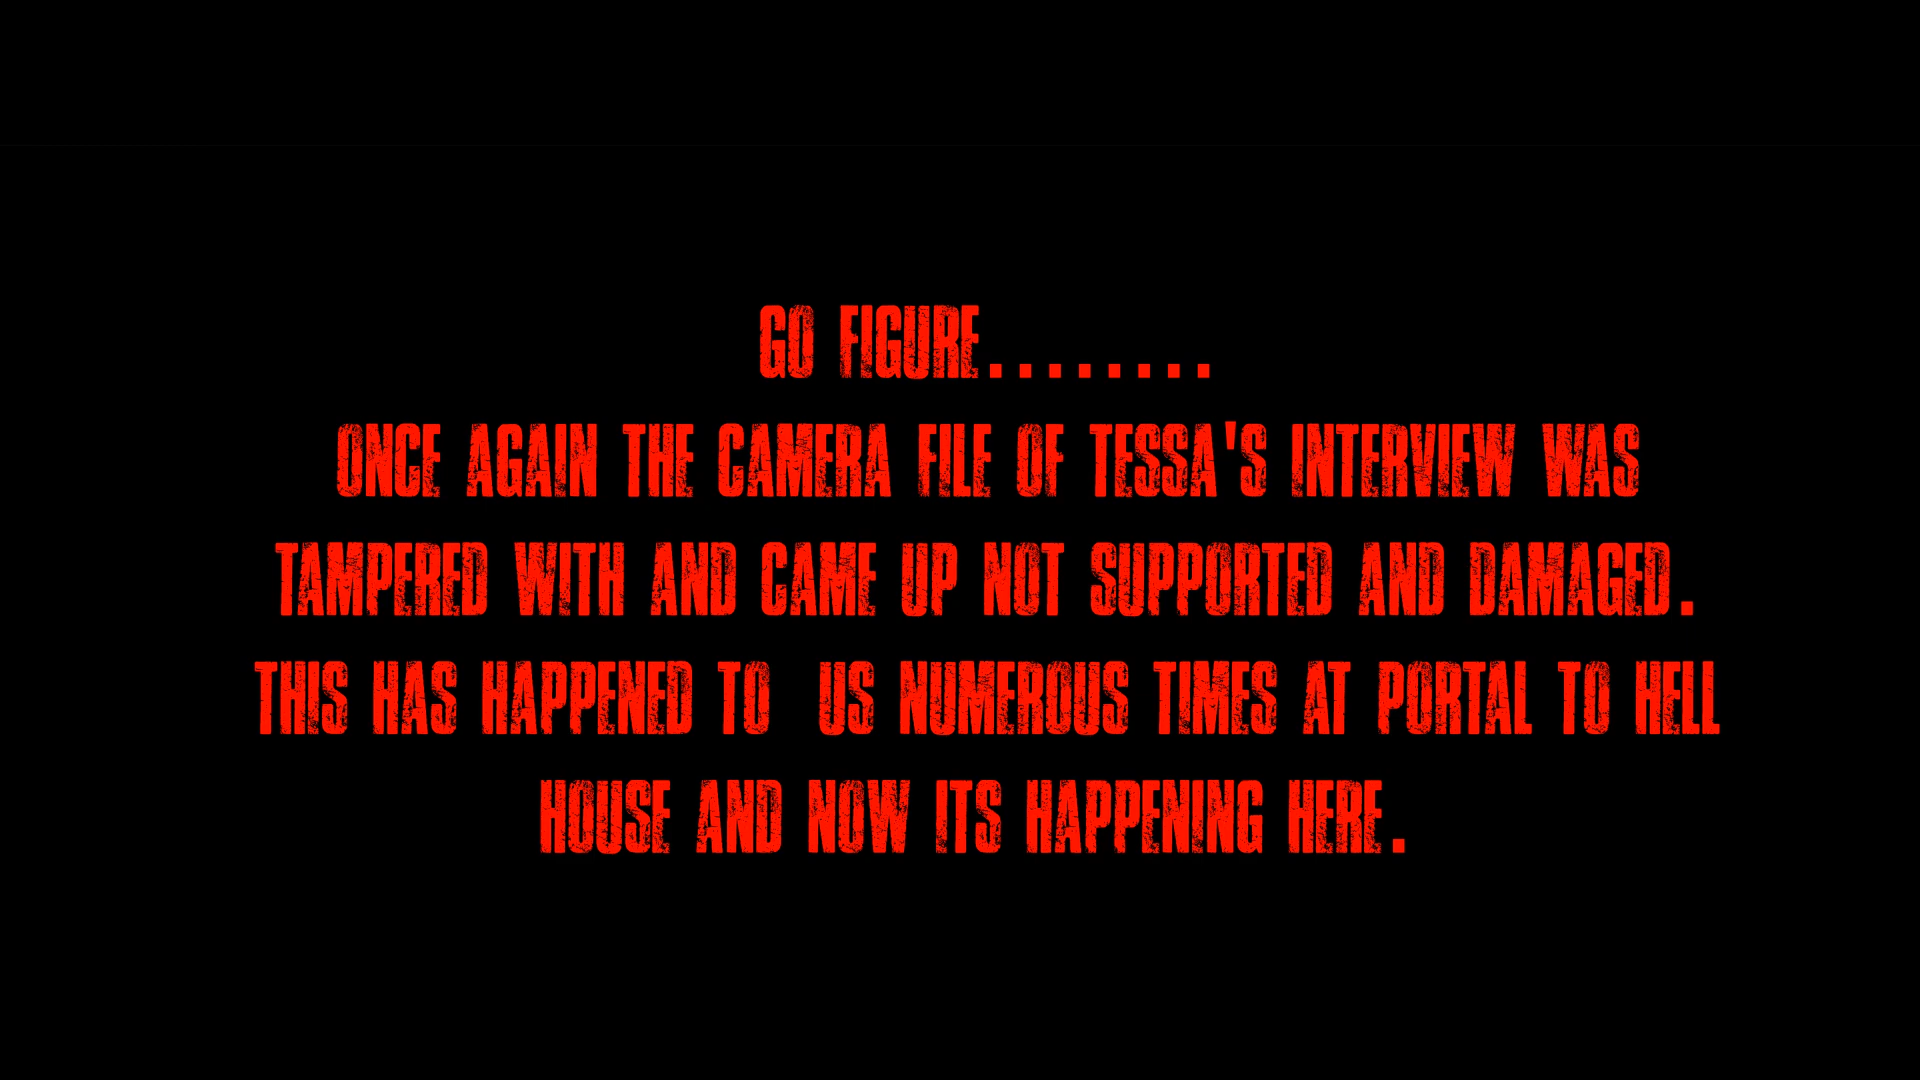 GO FIGURE........
ONCE AGAIN THE CAMERA FILE OF TESSA'S INTERVIEW WAS
TAMPERED WITH AND CAME UP NOT SUPPORTED AND DAMAGED.
THIS HAS HAPPENED TO  US NUMEROUS TIMES AT PORTAL TO HELL
HOUSE AND NOW ITS HAPPENING HERE.